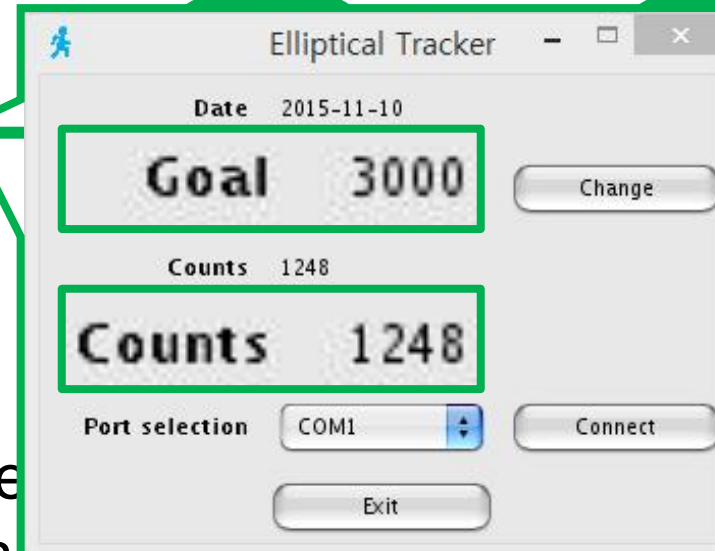 Elliptical Tracker
Date 2015-11-10
Goal 3000
Change
Counts 1248
Counts 1248
Port selection COM1 Connect
Exit